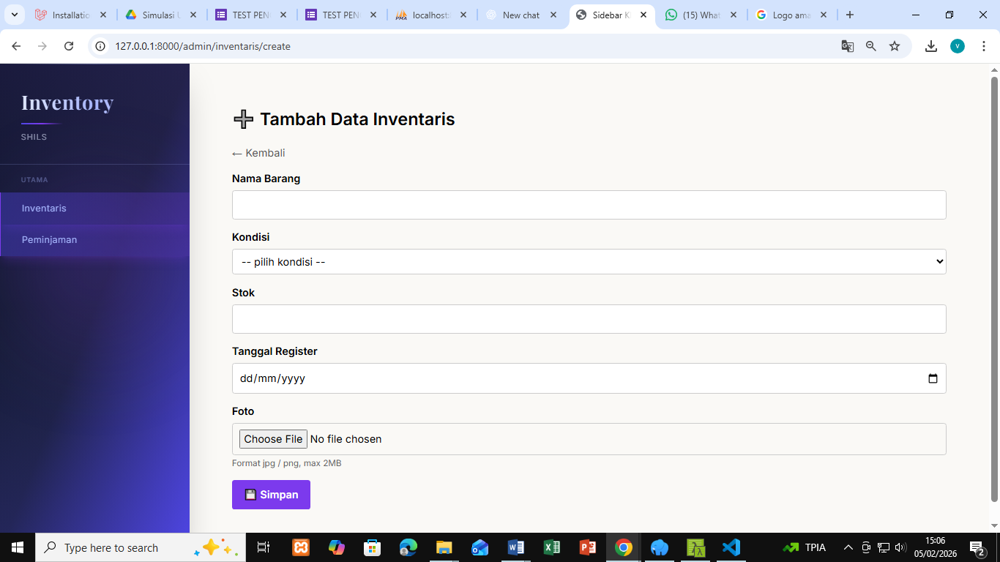 Installatio
Simulasi U
TEST PEN
TEST PEN
localhost
New chat
Sidebar K
(15) What
Logo ama
127.0.0.1:8000/admin/inventaris/create
V
Inventory
SHILS
UTAMA
Inventaris
Peminjaman
Tambah Data Inventaris
← Kembali
Nama Barang
Kondisi
-- pilih kondisi --
Stok
Tanggal Register
dd/mm/yyyy
Foto
Choose File No file chosen
Format jpg / png, max 2MB
Simpan
Type here to search
TPIA
15:06
05/02/2026
2